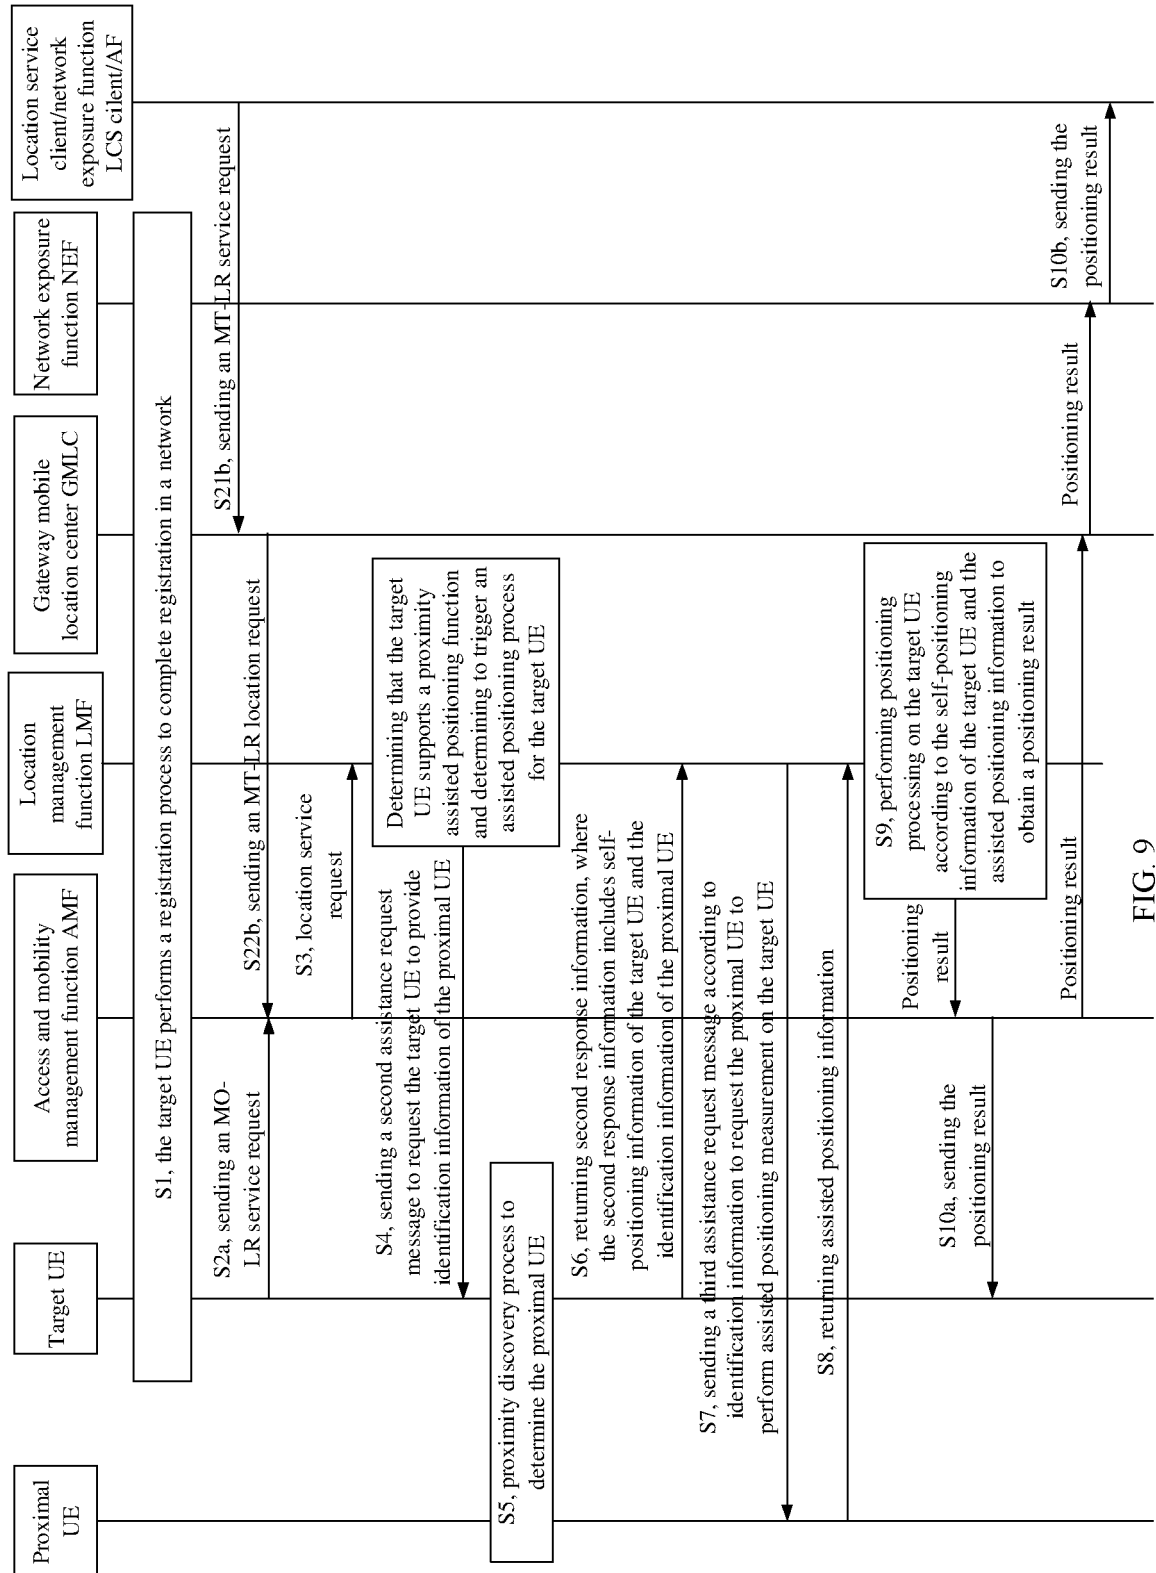 Proximal
UE
Target UE
Access and mobility
management function AMF
Location
management
function LMF
Gateway mobile
location center GMLC
Network exposure
function NEF
Location service
client/network
exposure function
LCS cilent/AF
S1, the target UE performs a registration process to complete registration in a network
S2a, sending an MO-
LR service request
S21b, sending an MT-LR service request
S22b, sending an MT-LR location request
S3, location service
request
Determining that the target
UE supports a proximity
assisted positioning function
and determining to trigger an
assisted positioning process
for the target UE
S4, sending a second assistance request
message to request the target UE to provide
identification information of the proximal UE
S5, proximity discovery process to
determine the proximal UE
S6, returning second response information, where
the second response information includes self-
positioning information of the target UE and the
identification information of the proximal UE
S7, sending a third assistance request message according to
identification information to request the proximal UE to
perform assisted positioning measurement on the target UE
S8, returning assisted positioning information
S9, performing positioning
processing on the target UE
according to the self-positioning
information of the target UE and the
assisted positioning information to
obtain a positioning result
Positioning
result
S10a, sending the
positioning result
Positioning result
Positioning result
S10b, sending the
positioning result
FIG. 9